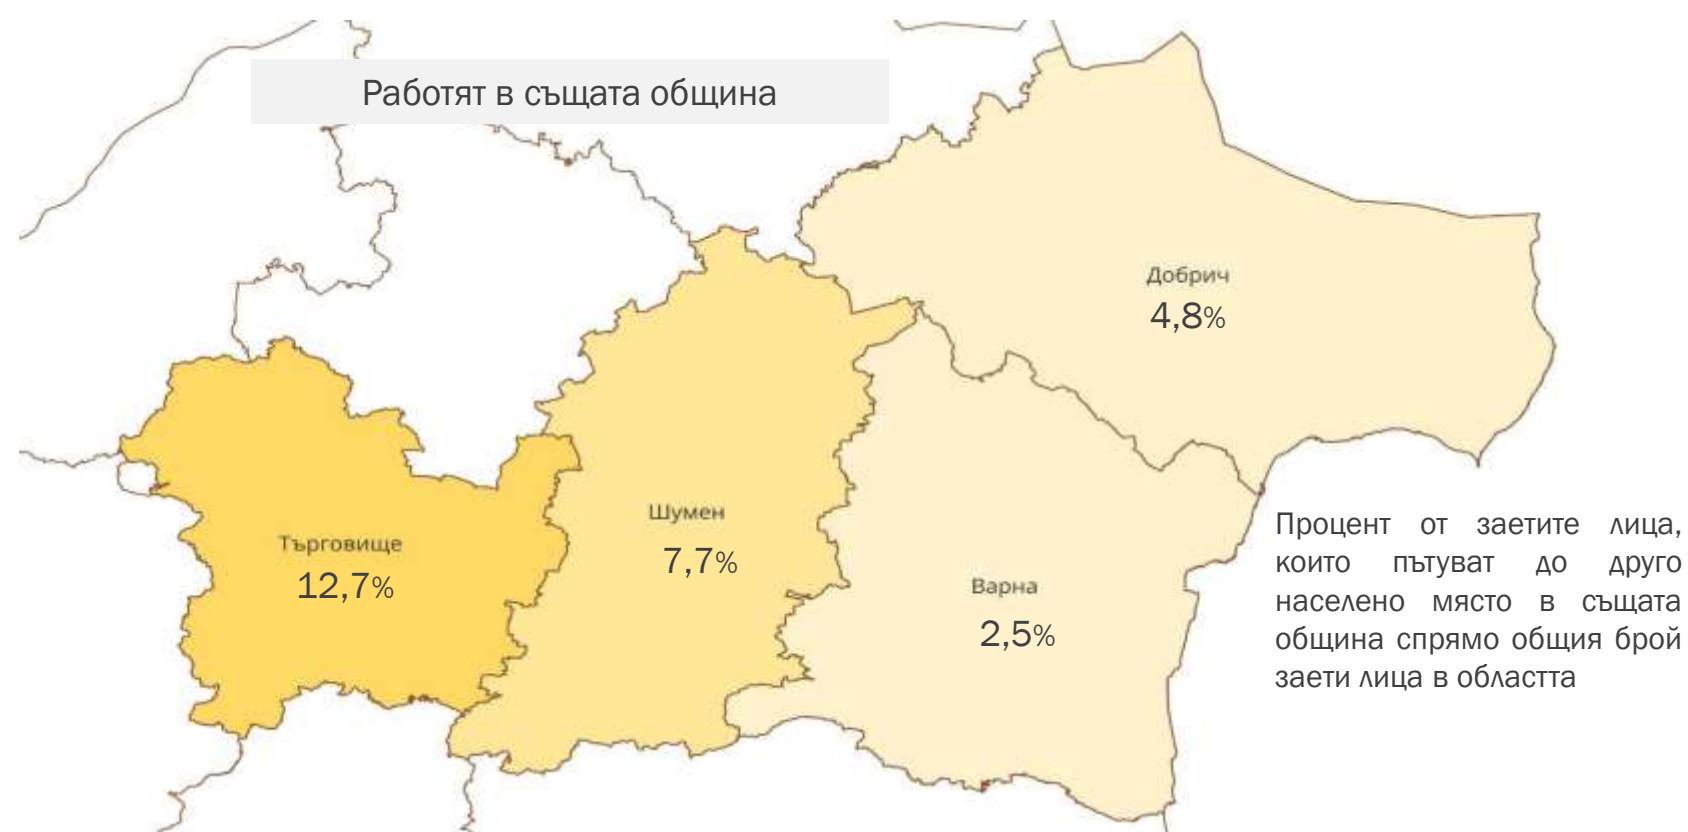 Работят в същата община
Добрич
4,8%
Шумен
7,7%
Търговище
12,7%
Варна
2,5%
Процент от заетите лица,
които пътуват до друго
населено място в същата
община спрямо общия брой
заети лица в областта